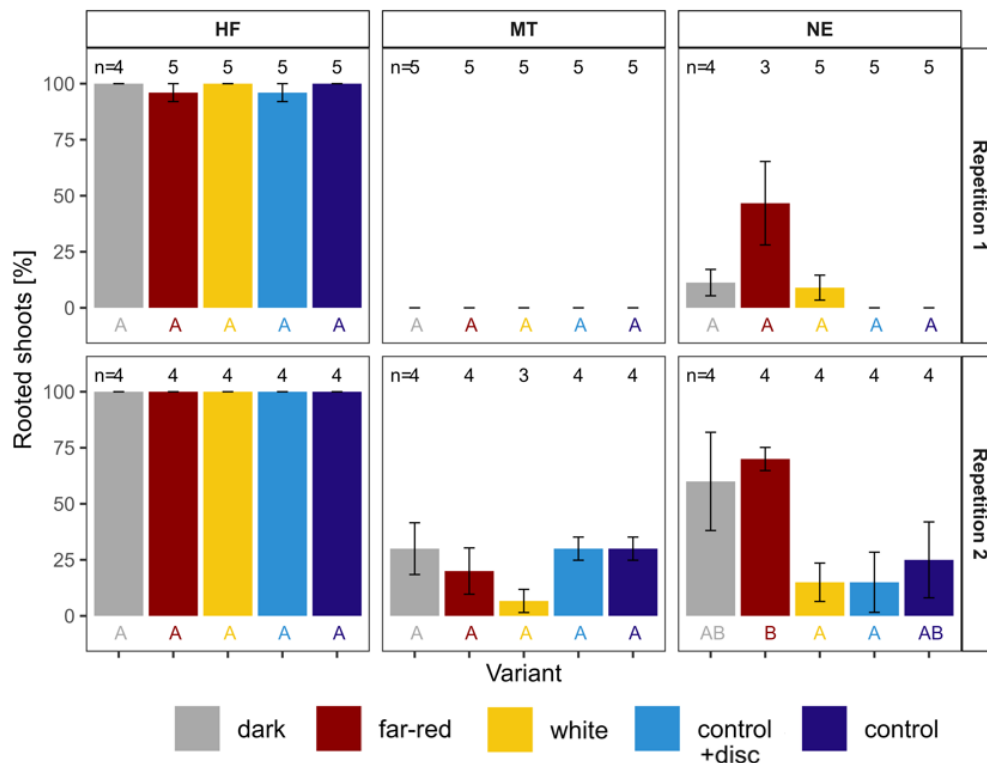 HF MT NE
n=4 5 5 5 5 n=5 5 5 5 5 n=4 3 5 5 5
100
75
50
25
0
A A A A A A A A A A A A A A A
Repetition 1
Rooted shoots [%]
n=4 4 4 4 4 n=4 4 3 4 4 n=4 4 4 4 4
100
75
50
25
0
A A A A A A A A A A AB B A A AB
Repetition 2
Variant
dark far-red white control +disc control